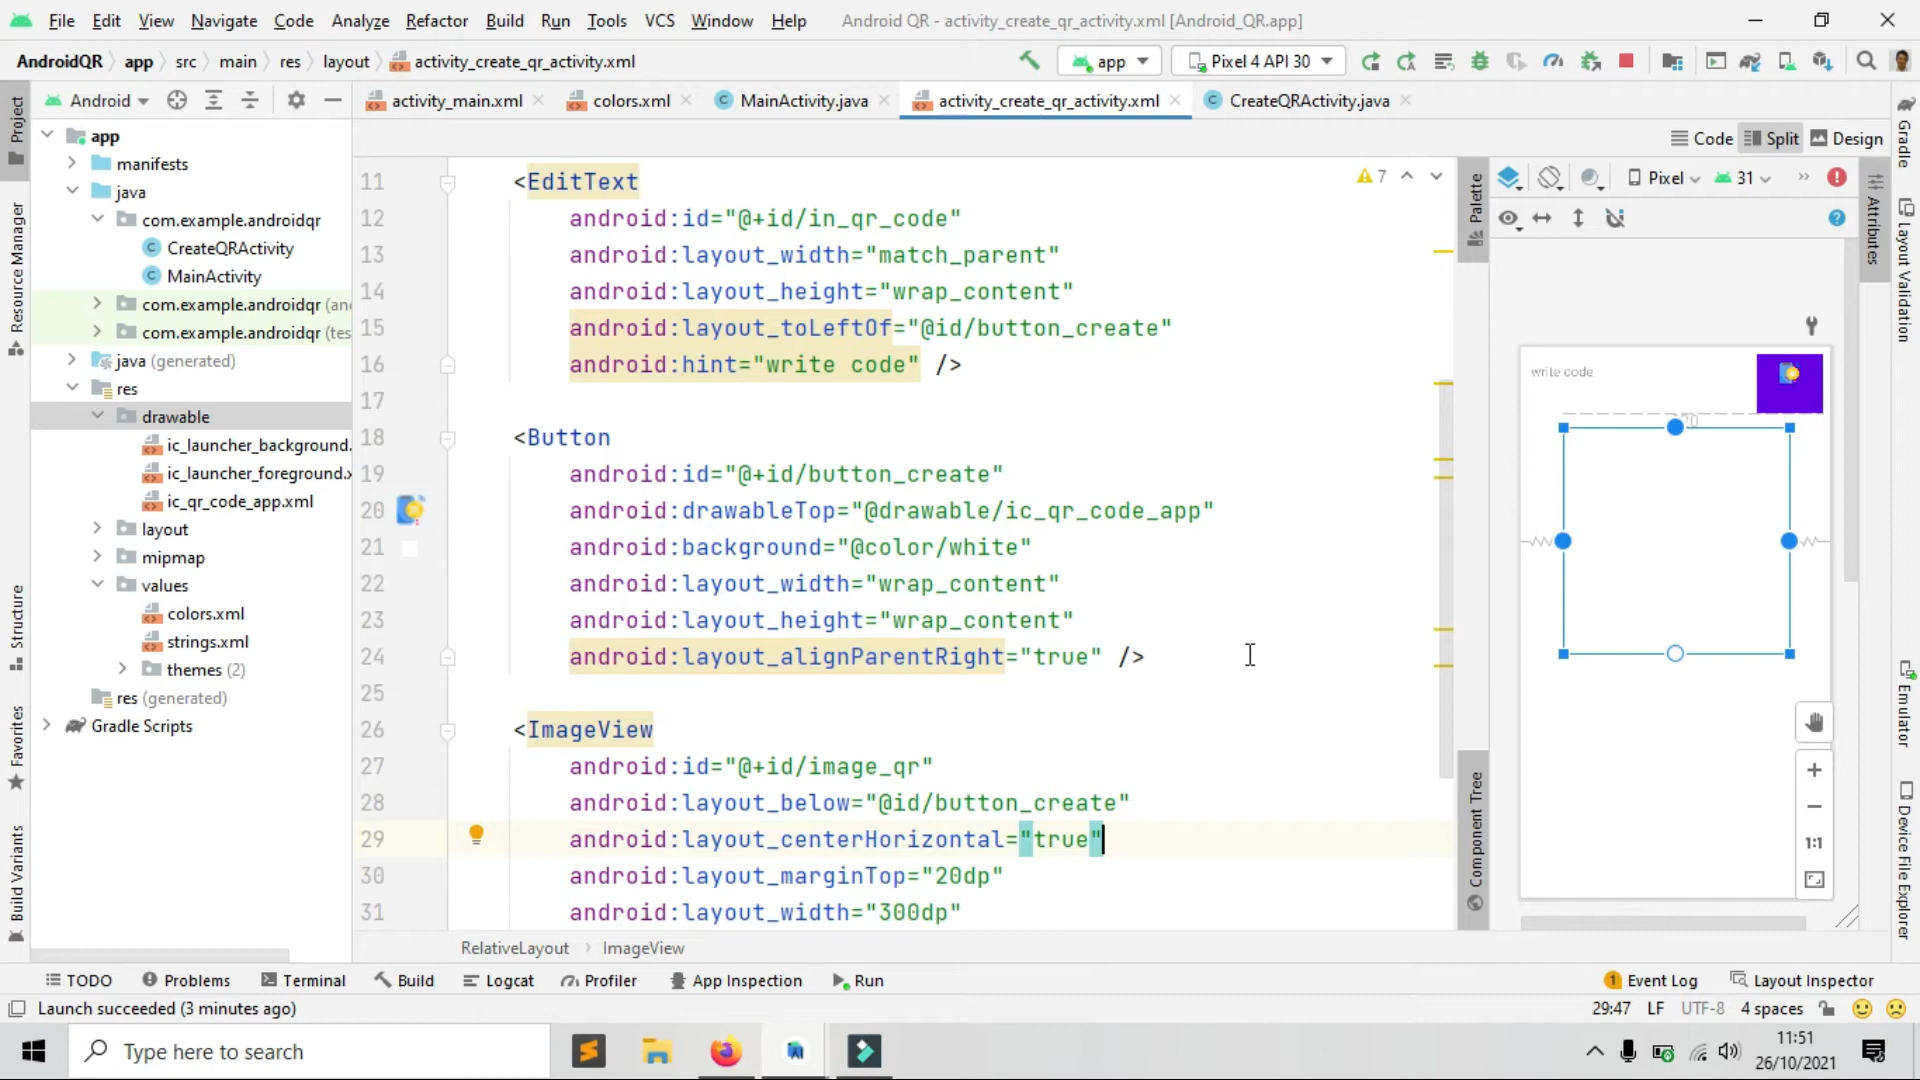 File Edit View Navigate Code Analyze Refactor Build Run Tools VCS Window Help Android QR - activity_create_qr_activity.xml [Android_QR.app]
AndroidQR app src main res layout activity_create_qr_activity.xml app Pixel 4 API 30
Android activity_main.xml colors.xml MainActivity.java activity_create_qr_activity.xml CreateQRActivity.java
Code Split Design
Project
Resource Manager
Structure
Favorites
Build Variants
app
manifests
java
com.example.androidqr
CreateQRActivity
MainActivity
com.example.androidqr (an
com.example.androidqr (tes
java (generated)
res
drawable
ic_launcher_background.
ic_launcher_foreground.x
ic_qr_code_app.xml
layout
mipmap
values
colors.xml
strings.xml
themes (2)
res (generated)
Gradle Scripts
7
11 <EditText
12 android:id="@+id/in_qr_code"
13 android:layout_width="match_parent"
14 android:layout_height="wrap_content"
15 android:layout_toLeftOf="@id/button_create"
16 android:hint="write code" />
17
18 <Button
19 android:id="@+id/button_create"
20 android:drawableTop="@drawable/ic_qr_code_app"
21 android:background="@color/white"
22 android:layout_width="wrap_content"
23 android:layout_height="wrap_content"
24 android:layout_alignParentRight="true" />
25
26 <ImageView
27 android:id="@+id/image_qr"
28 android:layout_below="@id/button_create"
29 android:layout_centerHorizontal="true"
30 android:layout_marginTop="20dp"
31 android:layout_width="300dp"
RelativeLayout ImageView
Palette
Component Tree
Pixel 31
write code
1:1
Attributes
Gradle
Layout Validation
Emulator
Device File Explorer
TODO Problems Terminal Build Logcat Profiler App Inspection Run 1 Event Log Layout Inspector
Launch succeeded (3 minutes ago) 29:47 LF UTF-8 4 spaces
Type here to search
11:51
26/10/2021